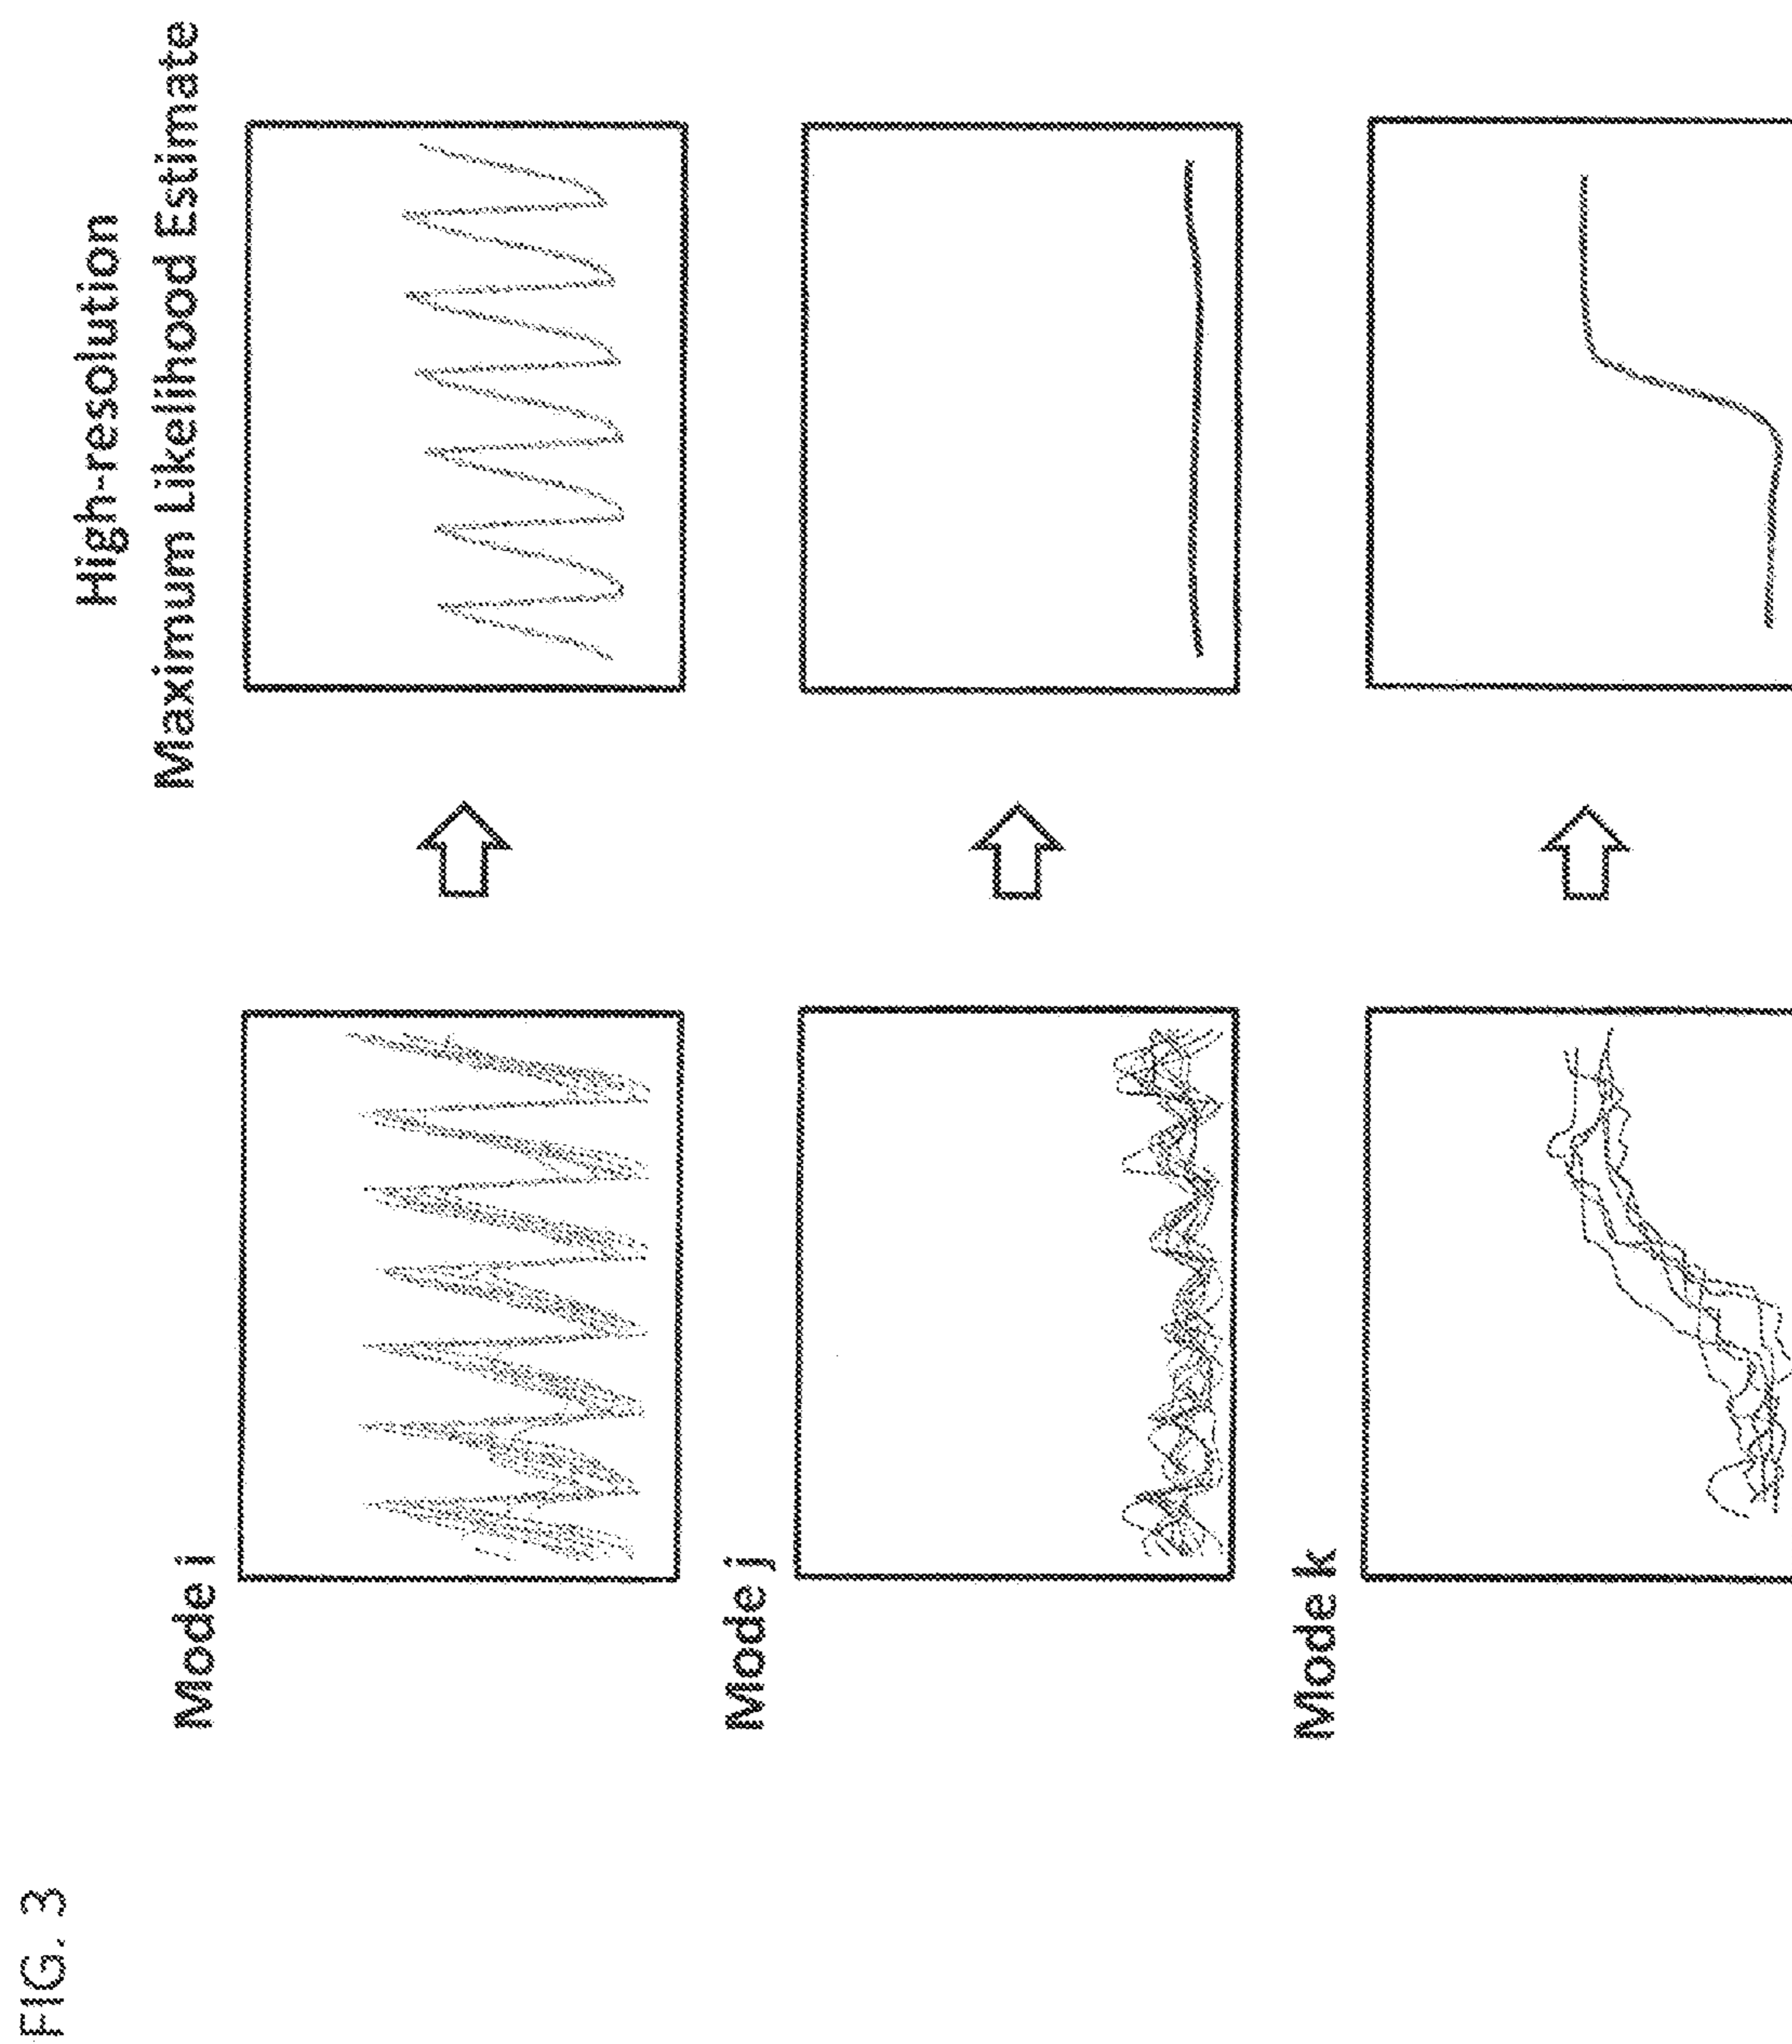 FIG. 3
High-resolution
Maximum Likelihood Estimate
Mode i
Mode j
Mode k